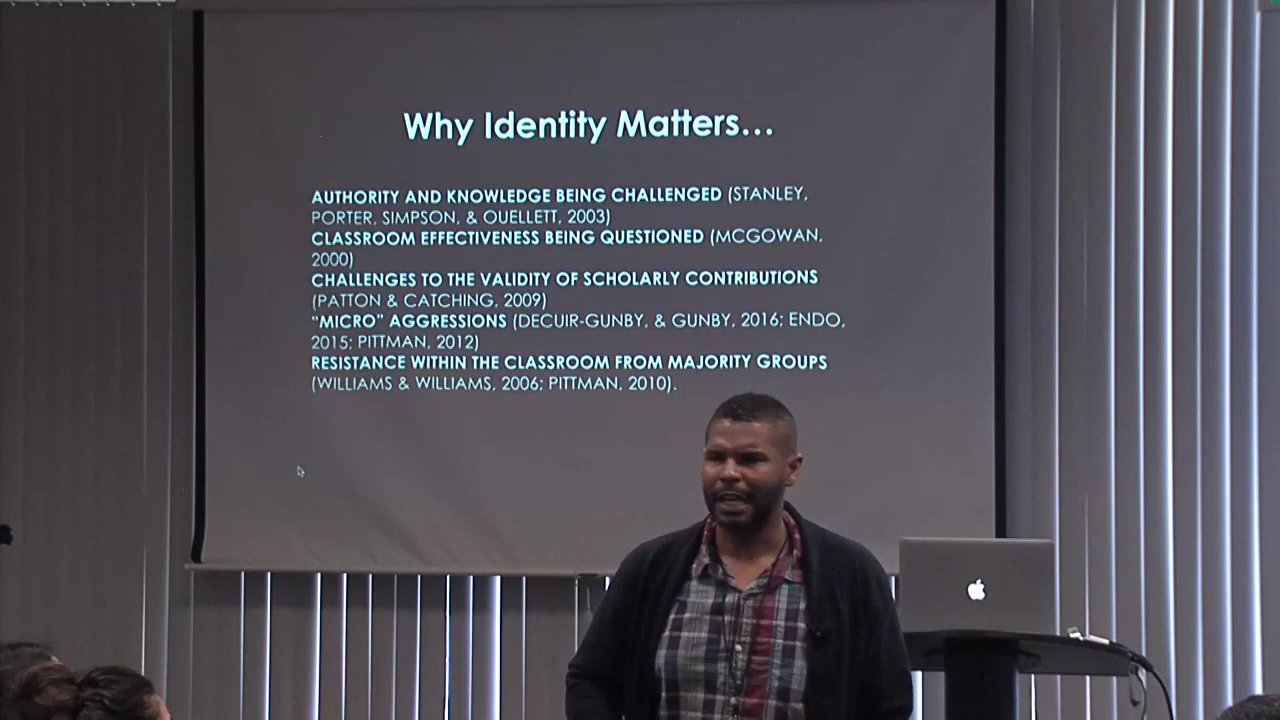 Why Identity Matters...
AUTHORITY AND KNOWLEDGE BEING CHALLENGED (STANLEY,
PORTER, SIMPSON, & OUELLETT, 2003)
CLASSROOM EFFECTIVENESS BEING QUESTIONED (MCGOWAN,
2000)
CHALLENGES TO THE VALIDITY OF SCHOLARLY CONTRIBUTIONS
(PATTON & CATCHING, 2009)
“MICRO” AGGRESSIONS (DECUIR-GUNBY, & GUNBY, 2016; ENDO,
2015; PITTMAN, 2012)
RESISTANCE WITHIN THE CLASSROOM FROM MAJORITY GROUPS
(WILLIAMS & WILLIAMS, 2006; PITTMAN, 2010).